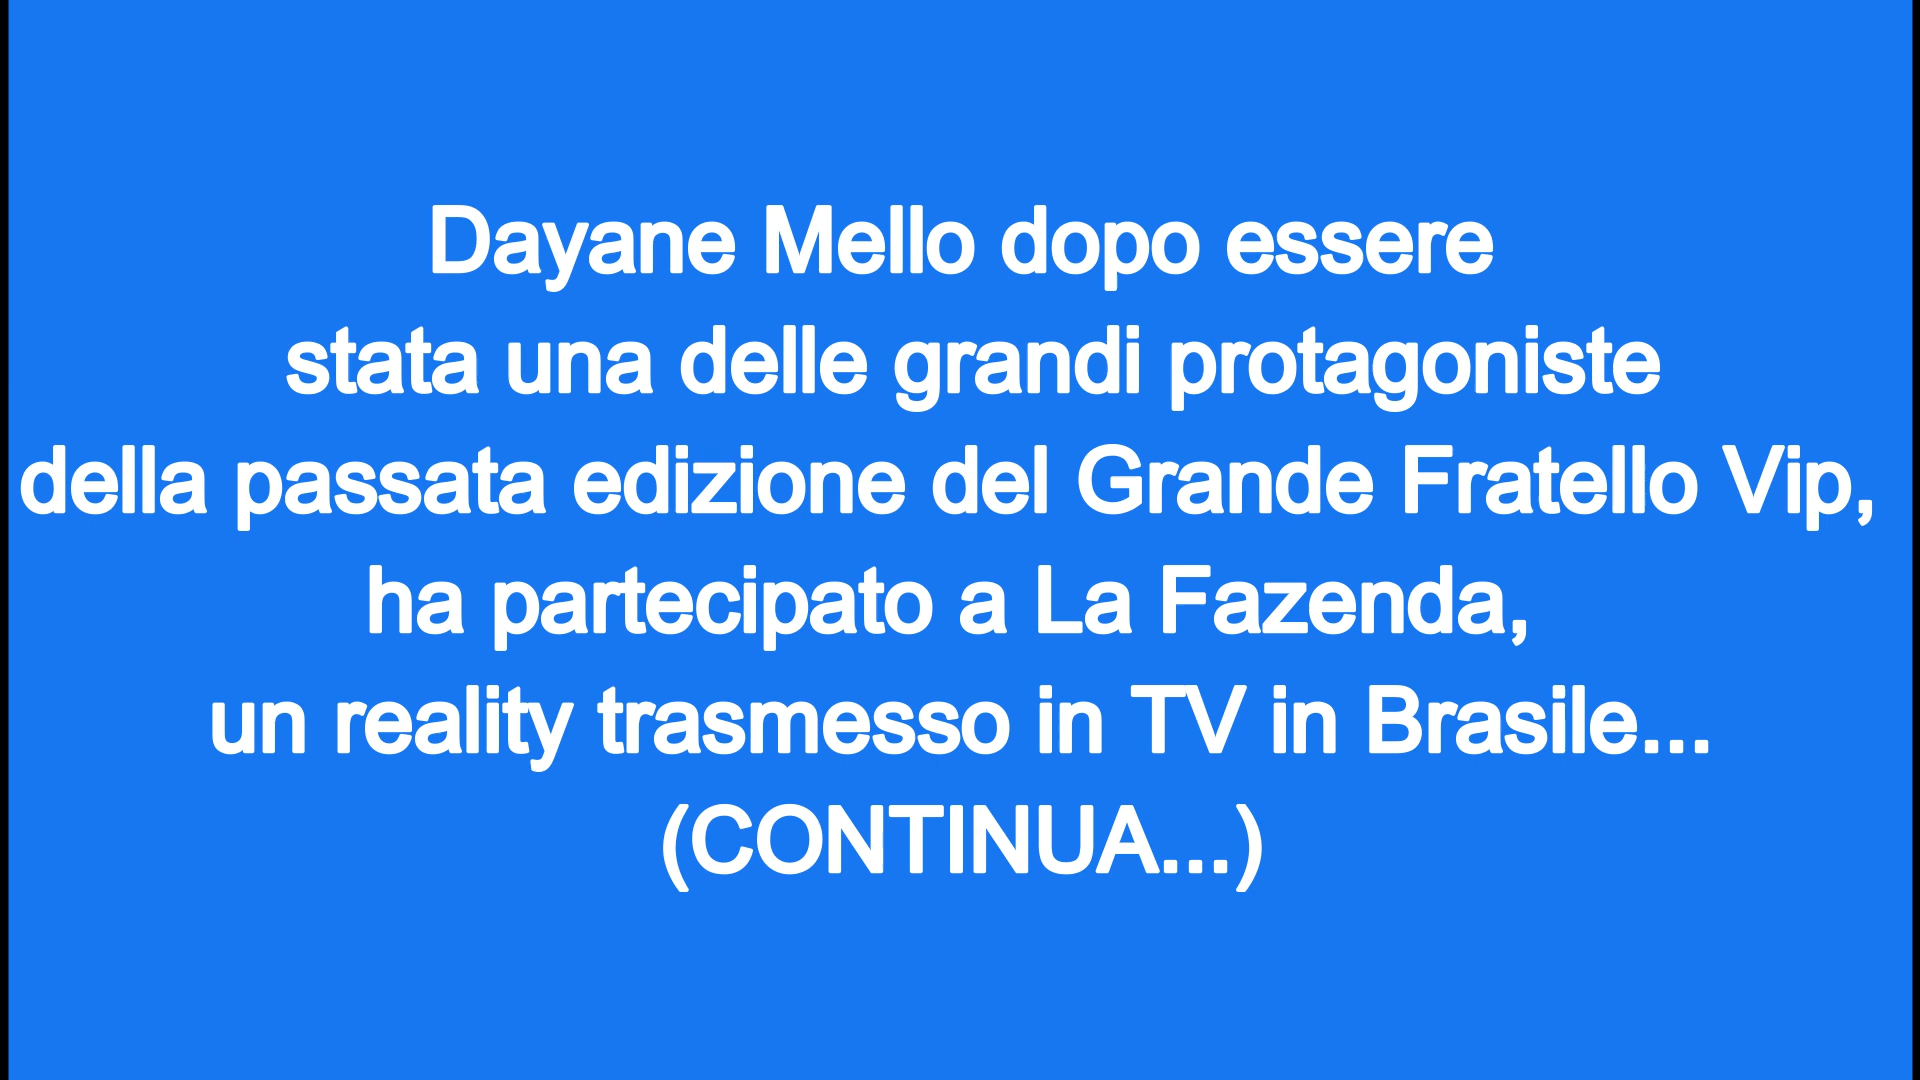 Dayane Mello dopo essere
stata una delle grandi protagoniste
della passata edizione del Grande Fratello Vip,
ha partecipato a La Fazenda,
un reality trasmesso in TV in Brasile...
(CONTINUA...)